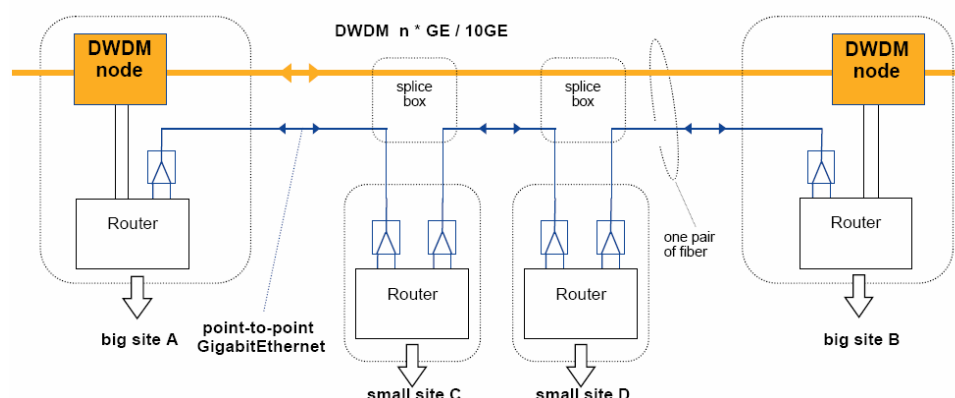 DWDM n * GE / 10GE
DWDM
node
DWDM
node
splice
box
splice
box
Router
Router
one pair
of fiber
Router
Router
big site A
point-to-point
GigabitEthernet
big site B
small site C
small site D